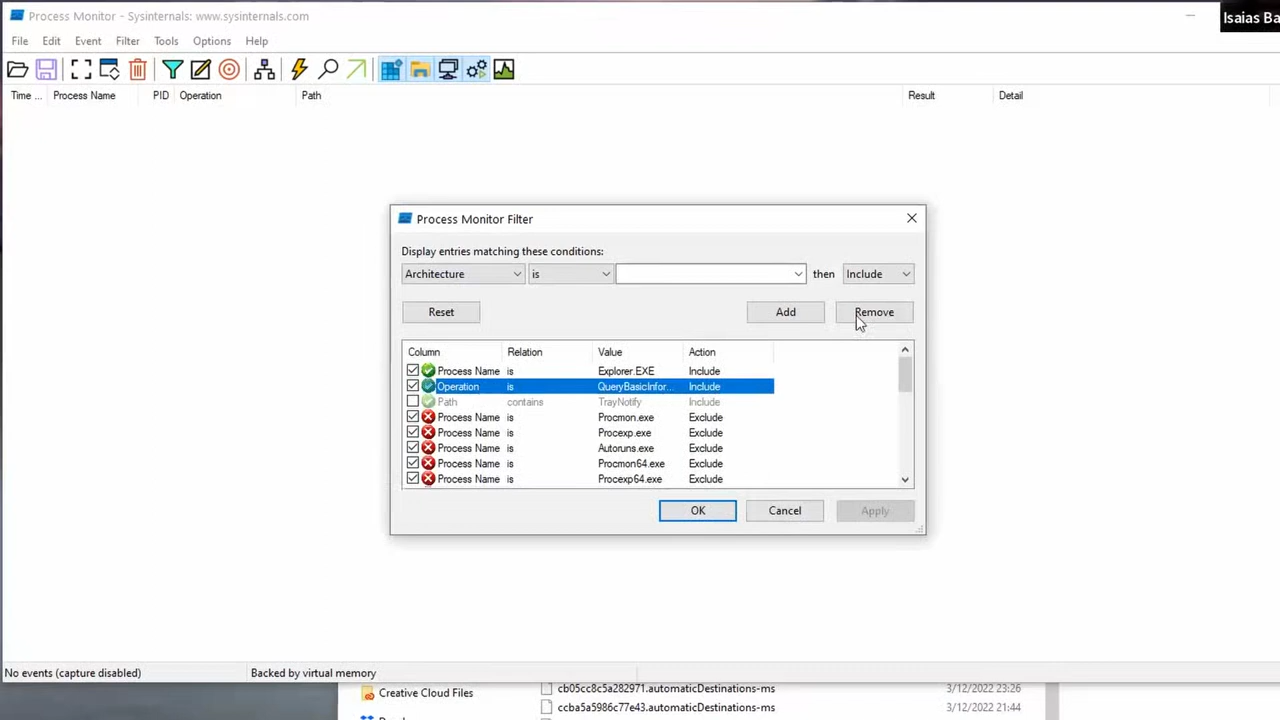 Process Monitor - Sysinternals: www.sysinternals.com
Isaias Ba
File Edit Event Filter Tools Options Help
Time ... Process Name PID Operation Path Result Detail
Process Monitor Filter
Display entries matching these conditions:
Architecture is then Include
Reset Add Remove
Column Relation Value Action
Process Name is Explorer.EXE Include
Operation is QueryBasicInfor... Include
Path contains TrayNotify Include
Process Name is Procmon.exe Exclude
Process Name is Procexp.exe Exclude
Process Name is Autoruns.exe Exclude
Process Name is Procmon64.exe Exclude
Process Name is Procexp64.exe Exclude
OK Cancel Apply
No events (capture disabled) Backed by virtual memory
Creative Cloud Files cb05cc8c5a282971.automaticDestinations-ms 3/12/2022 23:26
ccba5a5986c77e43.automaticDestinations-ms 3/12/2022 21:44